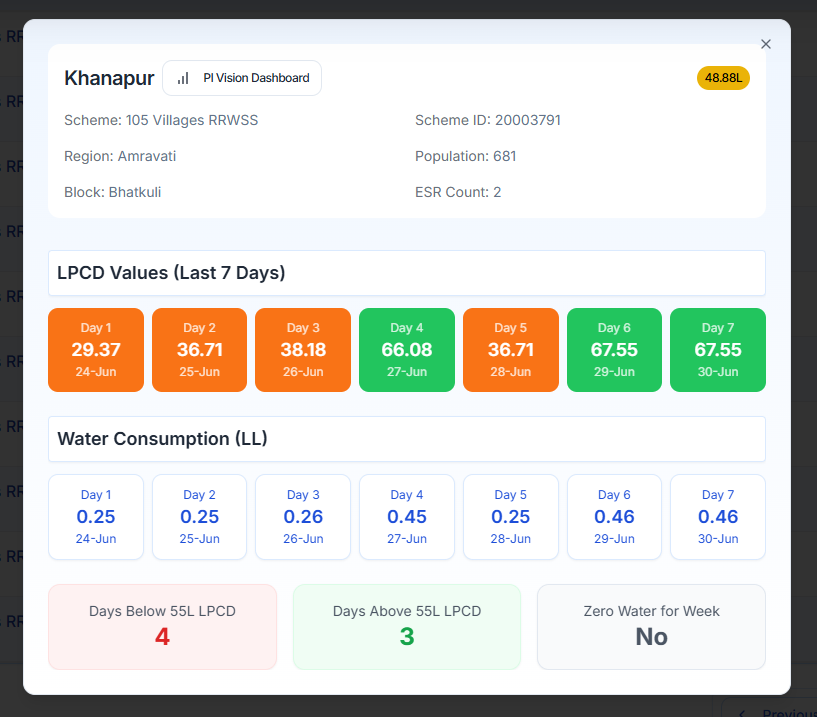 Khanapur
PI Vision Dashboard
48.88L
Scheme: 105 Villages RRWSS
Scheme ID: 20003791
Region: Amravati
Population: 681
Block: Bhatkuli
ESR Count: 2
LPCD Values (Last 7 Days)
Day 1
29.37
24-Jun
Day 2
36.71
25-Jun
Day 3
38.18
26-Jun
Day 4
66.08
27-Jun
Day 5
36.71
28-Jun
Day 6
67.55
29-Jun
Day 7
67.55
30-Jun
Water Consumption (LL)
Day 1
0.25
24-Jun
Day 2
0.25
25-Jun
Day 3
0.26
26-Jun
Day 4
0.45
27-Jun
Day 5
0.25
28-Jun
Day 6
0.46
29-Jun
Day 7
0.46
30-Jun
Days Below 55L LPCD
4
Days Above 55L LPCD
3
Zero Water for Week
No
Previous